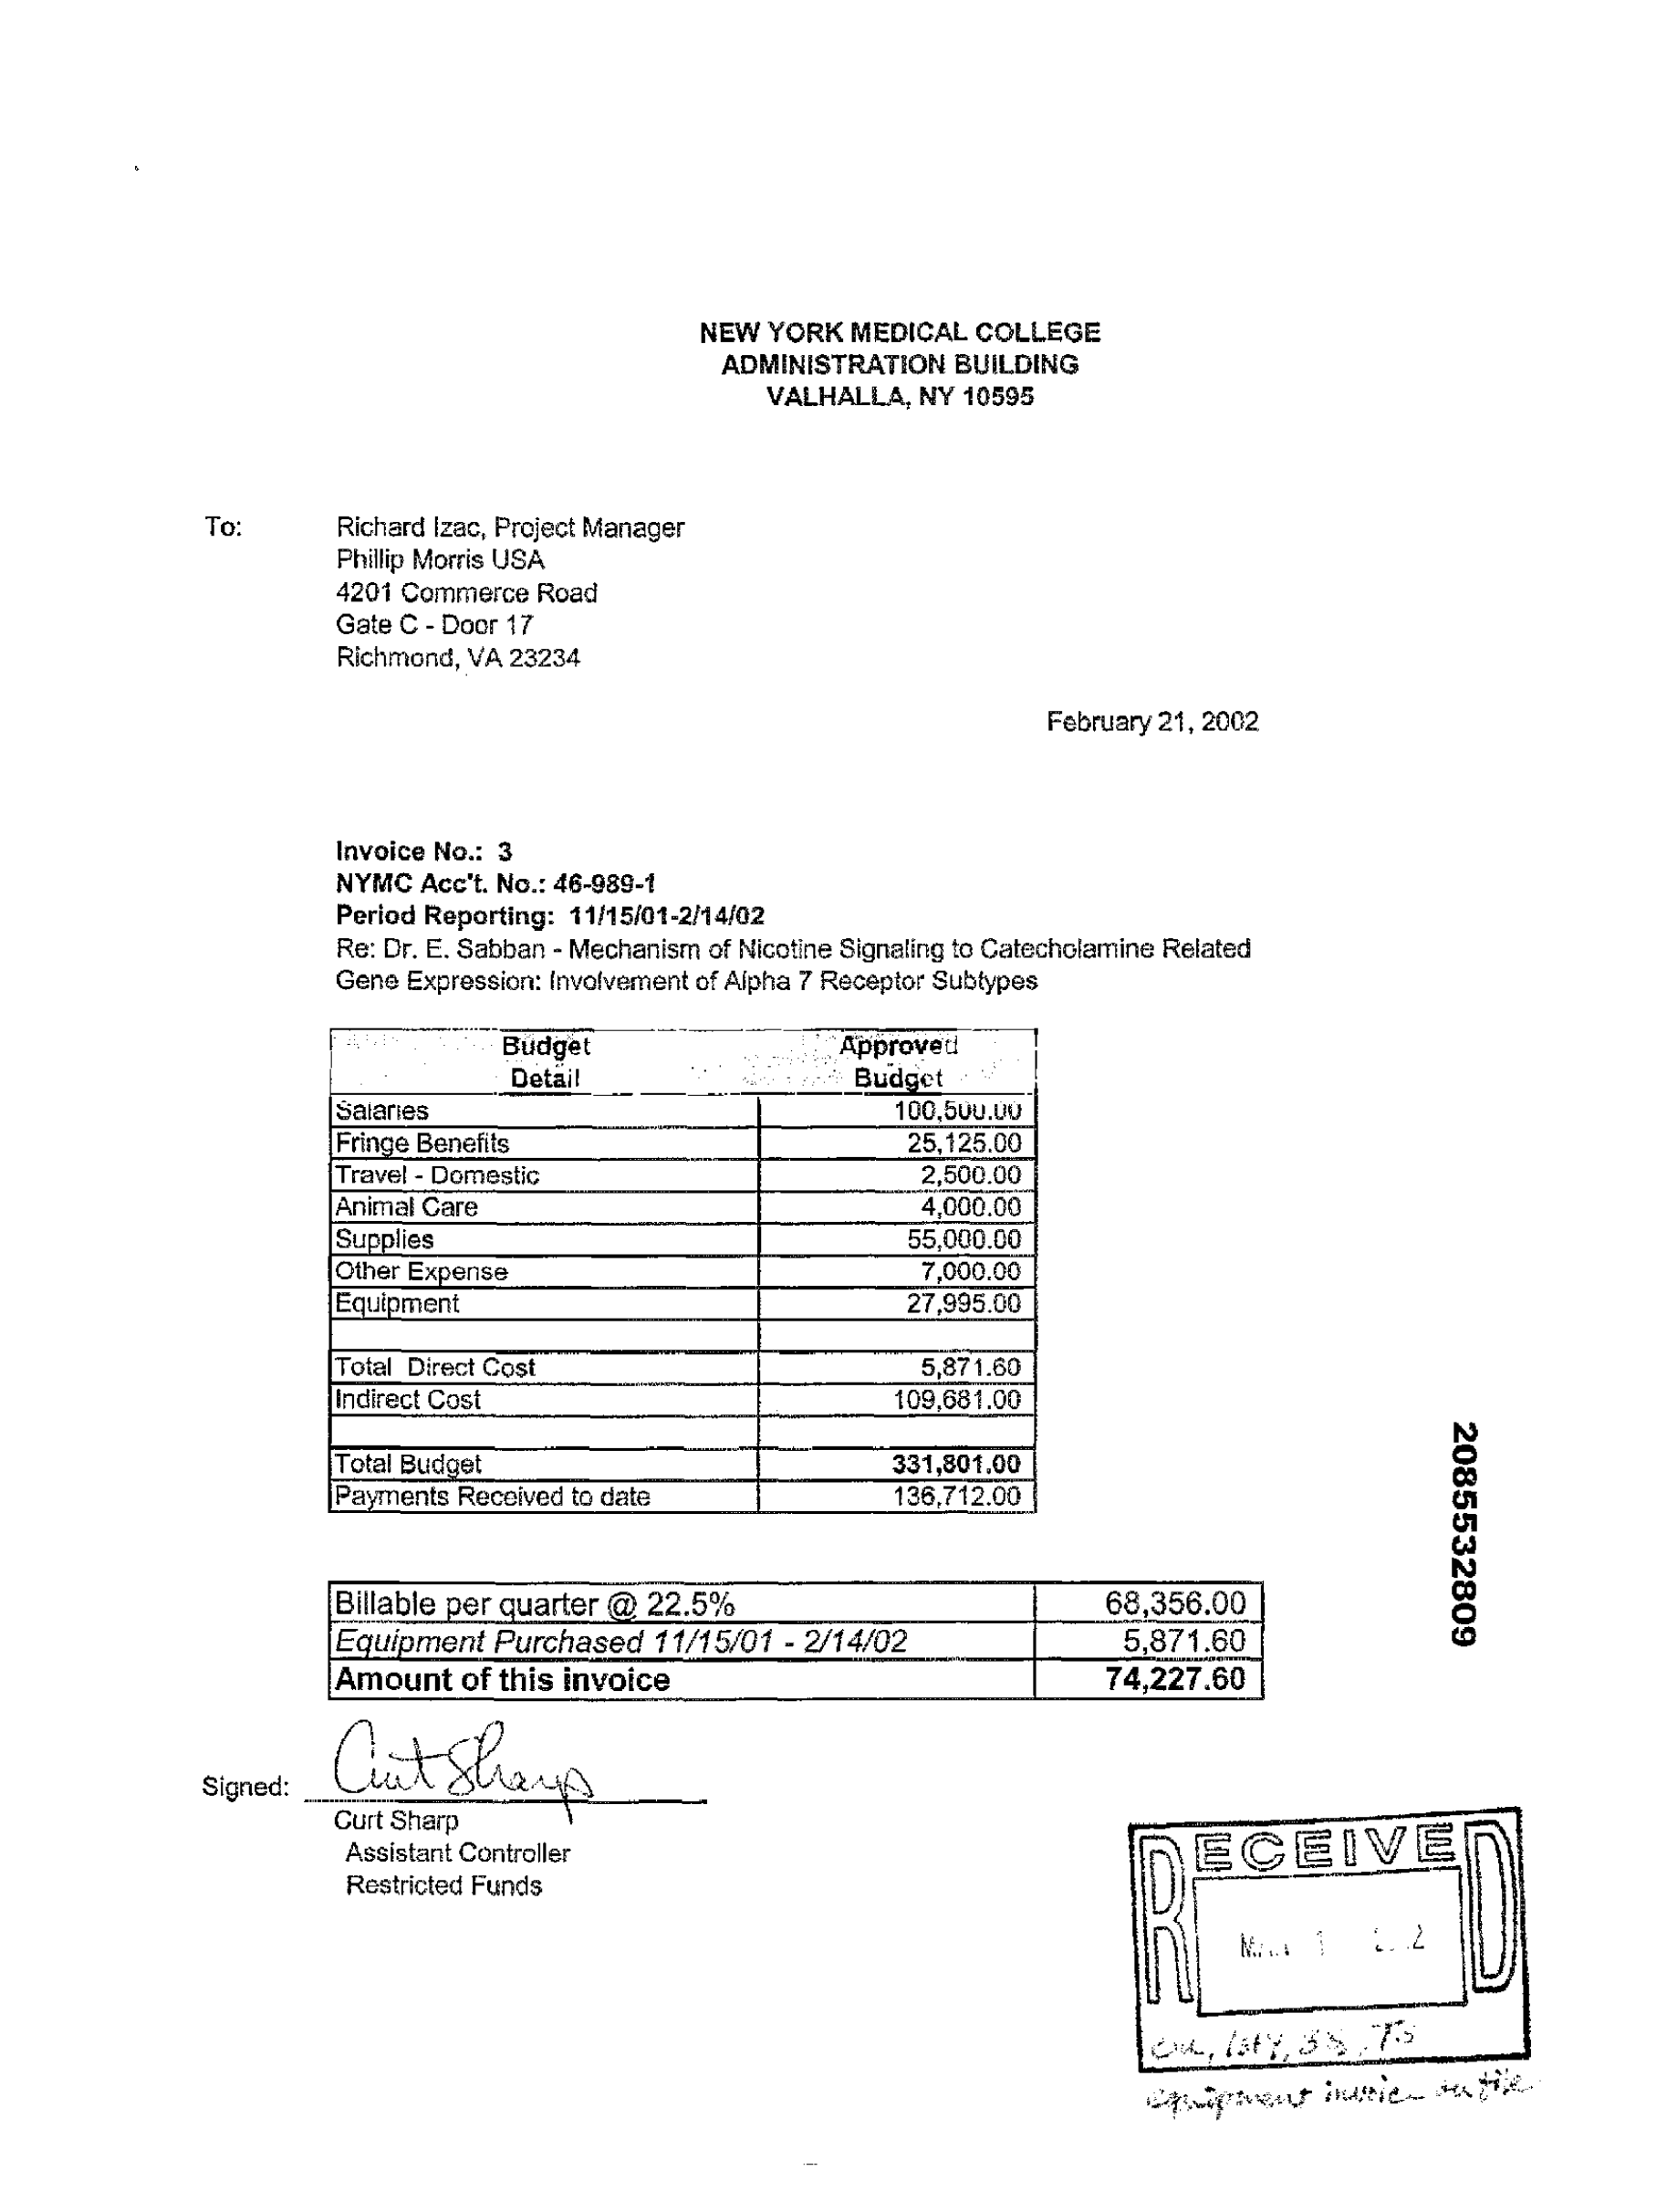 NEW YORK MEDICAL COLLEGE
ADMINISTRATION BUILDING
VALHALLA, NY 10595
To: Richard Izac, Project Manager
Phillip Morris USA
4201 Commerce Road
Gate C - Door 17
Richmond, VA 23234
February 21, 2002
Invoice No.: 3
NYMC Acc't. No.: 46-989-1
Period Reporting: 11/15/01-2/14/02
Re: Dr. E. Sabban - Mechanism of Nicotine Signaling to Catecholamine Related
Gene Expression: Involvement of Alpha 7 Receptor Subtypes
Budget Approved
Detail Budget
Salaries 100,500.00
Fringe Benefits 25,125.00
Travel - Domestic 2,500.00
Animal Care 4,000.00
Supplies 55,000.00
Other Expense 7,000.00
Equipment 27,995.00
Total Direct Cost 5,871.60
Indirect Cost 109,681.00
Total Budget 331,801.00
Payments Received to date 136,712.00
2085532809
Billable per quarter @ 22.5% 68,356.00
Equipment Purchased 11/15/01 - 2/14/02 5,871.60
Amount of this invoice 74,227.60
Curt Sharp
Signed:
Curt Sharp
Assistant Controller
Restricted Funds
RECEIVED
equipment invoice on file